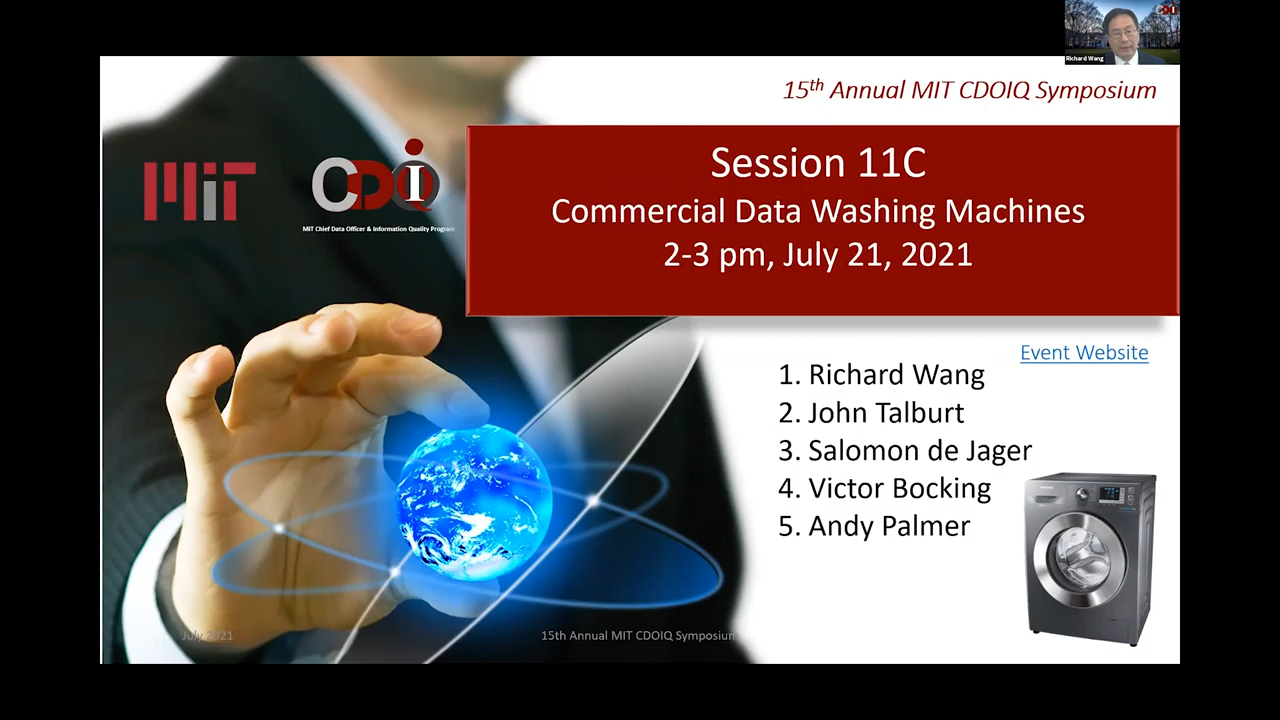 CDOIQ
Richard Wang
15th Annual MIT CDOIQ Symposium
MIT
CDOIQ
MIT Chief Data Officer & Information Quality Program
Session 11C
Commercial Data Washing Machines
2-3 pm, July 21, 2021
Event Website
1. Richard Wang
2. John Talburt
3. Salomon de Jager
4. Victor Bocking
5. Andy Palmer
July 2021
15th Annual MIT CDOIQ Symposium